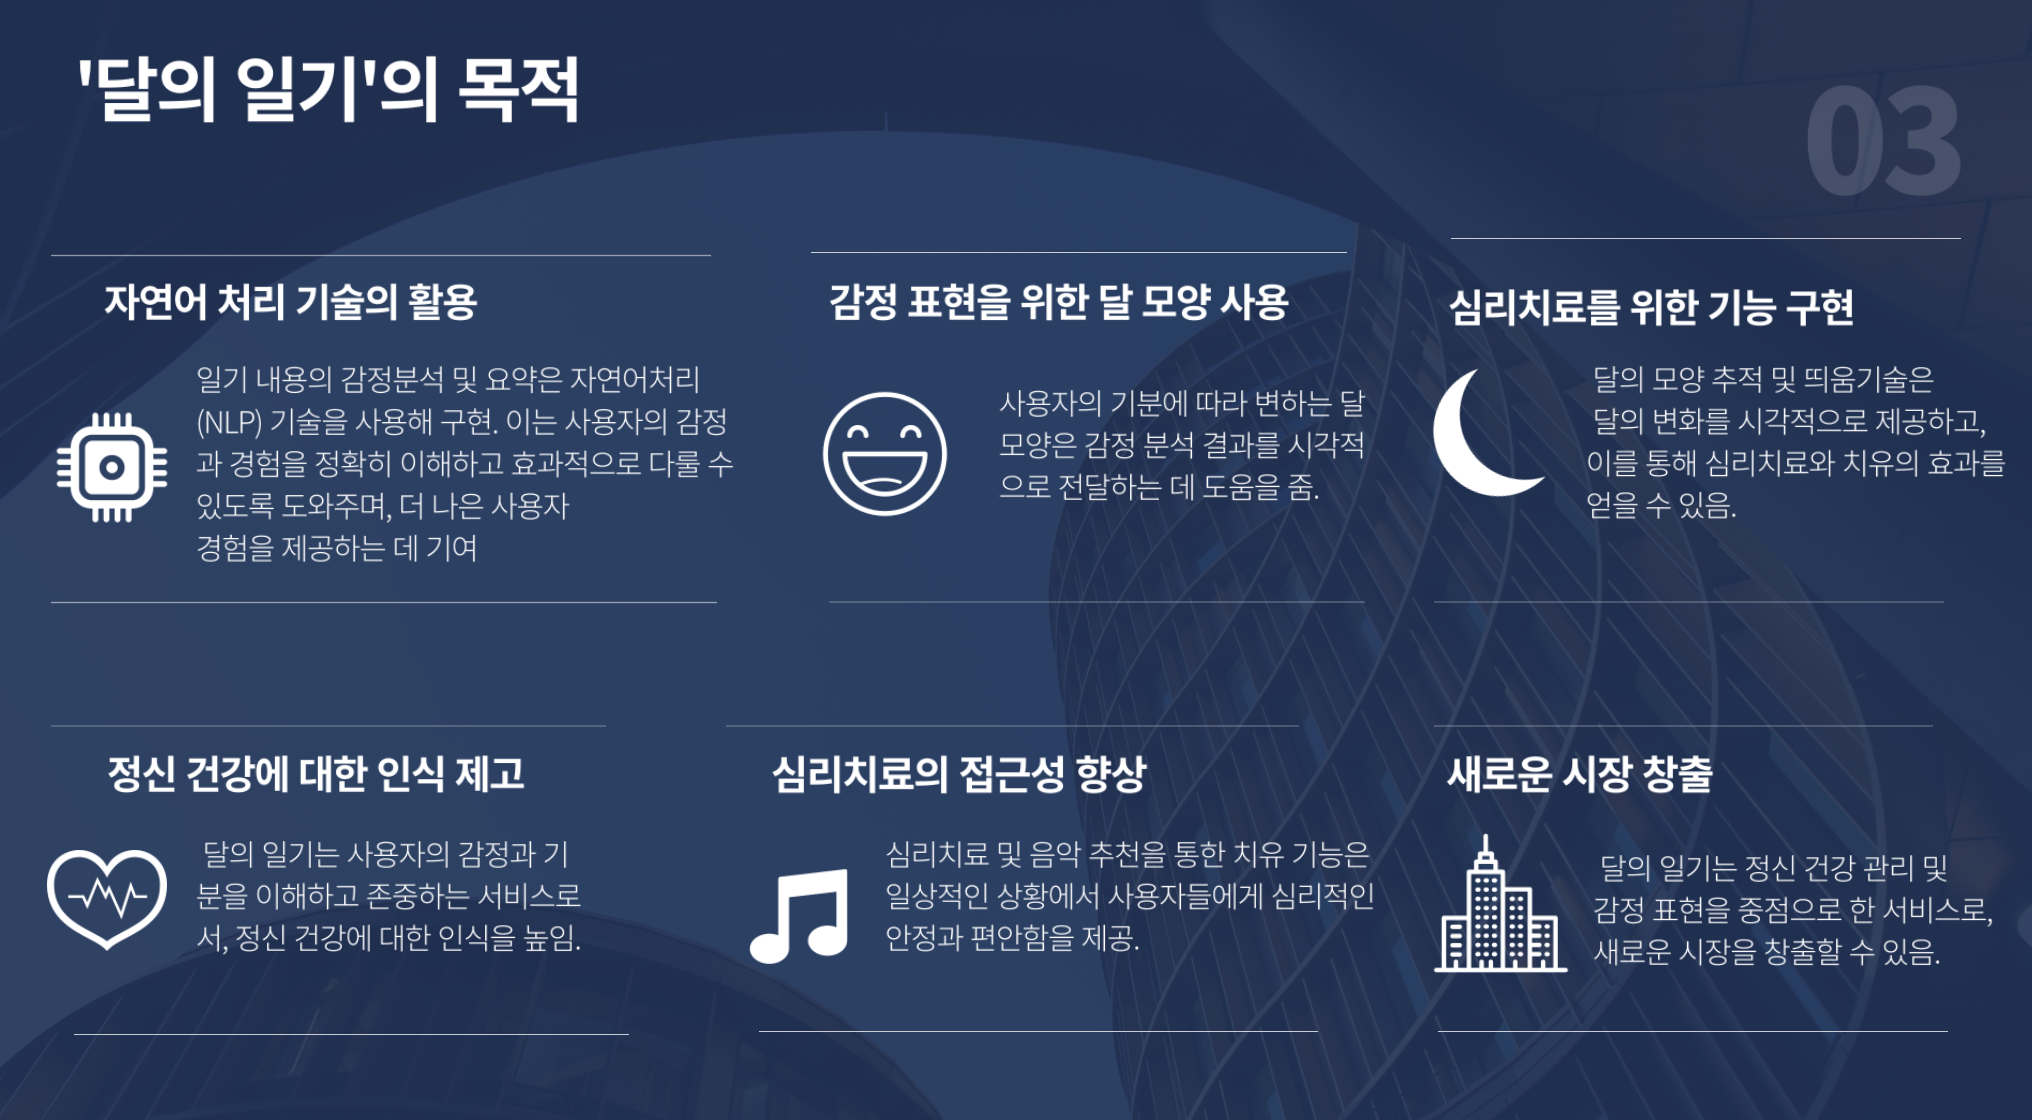 '달의 일기'의 목적
03
자연어 처리 기술의 활용
일기 내용의 감정분석 및 요약은 자연어처리
(NLP) 기술을 사용해 구현. 이는 사용자의 감정
과 경험을 정확히 이해하고 효과적으로 다룰 수
있도록 도와주며, 더 나은 사용자
경험을 제공하는 데 기여
감정 표현을 위한 달 모양 사용
사용자의 기분에 따라 변하는 달
모양은 감정 분석 결과를 시각적
으로 전달하는 데 도움을 줌.
심리치료를 위한 기능 구현
달의 모양 추적 및 띄움기술은
달의 변화를 시각적으로 제공하고,
이를 통해 심리치료와 치유의 효과를
얻을 수 있음.
정신 건강에 대한 인식 제고
달의 일기는 사용자의 감정과 기
분을 이해하고 존중하는 서비스로
서, 정신 건강에 대한 인식을 높임.
심리치료의 접근성 향상
심리치료 및 음악 추천을 통한 치유 기능은
일상적인 상황에서 사용자들에게 심리적인
안정과 편안함을 제공.
새로운 시장 창출
달의 일기는 정신 건강 관리 및
감정 표현을 중점으로 한 서비스로,
새로운 시장을 창출할 수 있음.